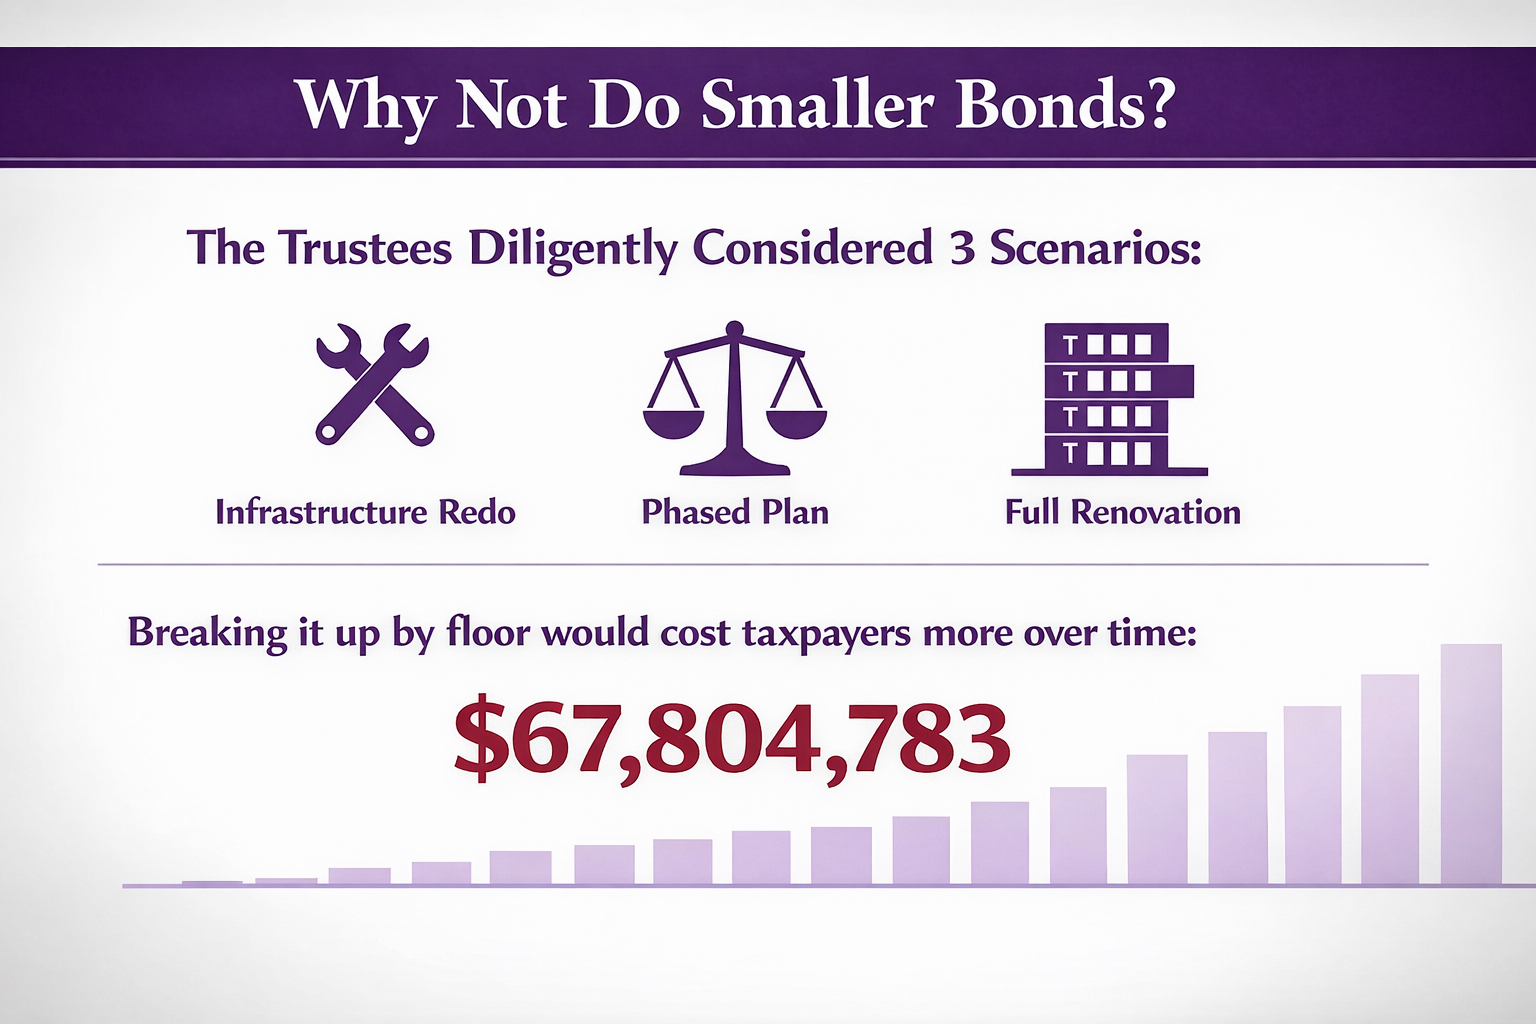 Why Not Do Smaller Bonds?
The Trustees Diligently Considered 3 Scenarios:
T
T
T
T
Infrastructure Redo
Phased Plan
Full Renovation
Breaking it up by floor would cost taxpayers more over time:
$67,804,783